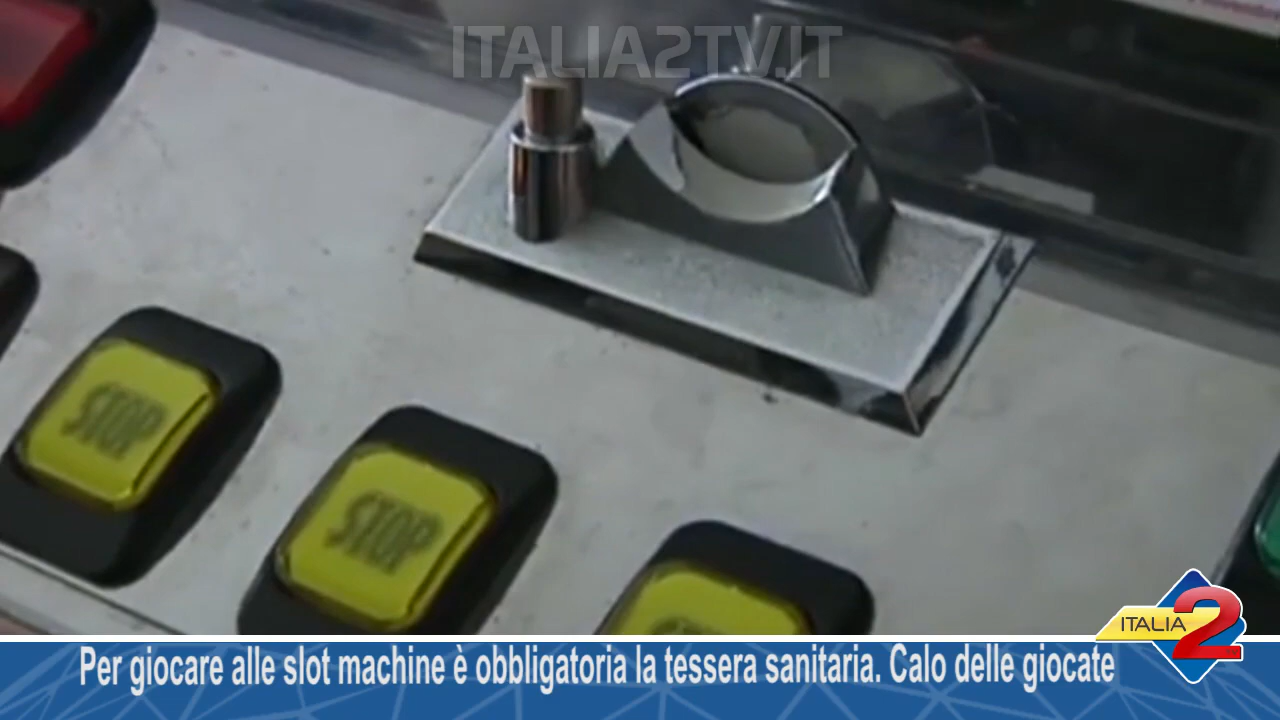 ITALIA2TV.IT
STOP
STOP
Per giocare alle slot machine è obbligatoria la tessera sanitaria. Calo delle giocate
ITALIA 2